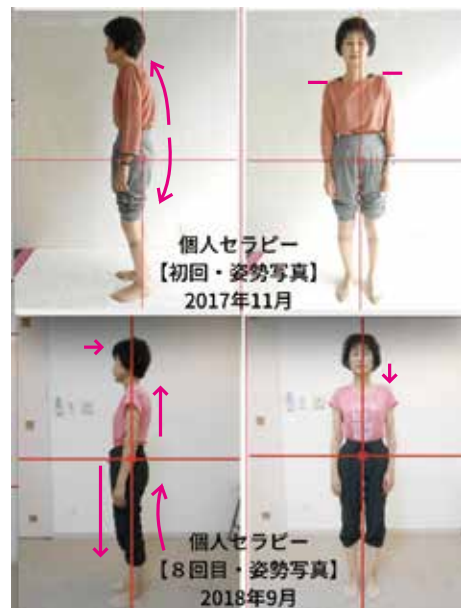 個人セラピー
【初回・姿勢写真】
2017年11月
個人セラピー
【８回目・姿勢写真】
2018年9月